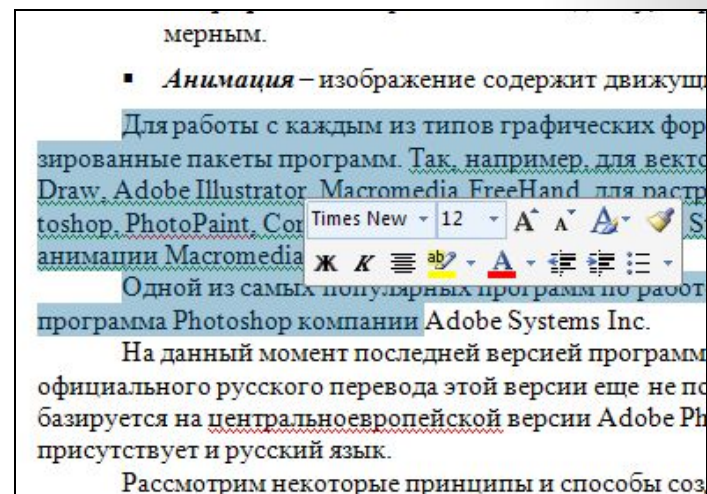 мерным.
▪ Анимация – изображение содержит движущи
Для работы с каждым из типов графических фор
зированные пакеты программ. Так, например, для векто
Draw, Adobe Illustrator, Macromedia FreeHand, для растр
toshop, PhotoPaint, Cor
Times New 12
анимации Macromedia
Ж К
Одной из самых популярных программ по работ
программа Photoshop компании Adobe Systems Inc.
На данный момент последней версией программ
официального русского перевода этой версии еще не по
базируется на центральноевропейской версии Adobe Ph
присутствует и русский язык.
Рассмотрим некоторые принципы и способы соз